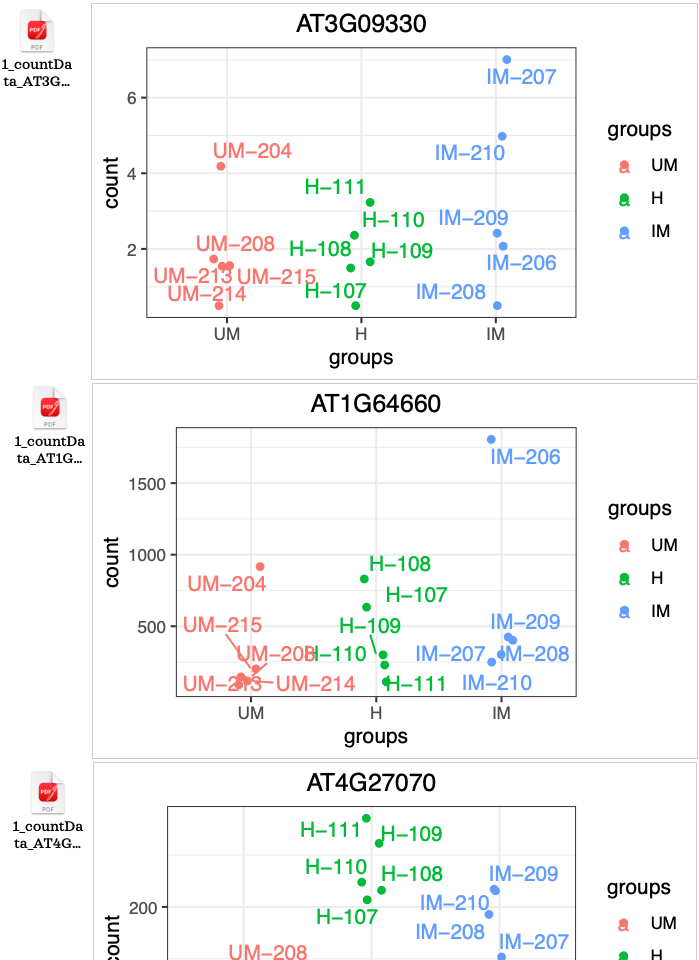 AT3G09330
PDF
1_countDa
ta_AT3G...
count
6
4
2
IM−207
IM−210
UM−204
H−111
H−110
IM−209
UM−208
H−108
H−109
IM−206
UM−213
UM−215
UM−214
H−107
IM−208
UM
H
IM
groups
groups
UM
H
IM
AT1G64660
PDF
1_countDa
ta_AT1G...
count
1500
1000
500
IM−206
H−108
UM−204
H−107
UM−215
H−109
IM−209
UM−208
H−110
IM−207
IM−208
UM−213
UM−214
H−111
IM−210
UM
H
IM
groups
groups
UM
H
IM
AT4G27070
PDF
1_countDa
ta_AT4G...
count
200
H−111
H−109
H−110
H−108
IM−209
H−107
IM−210
IM−208
IM−207
UM−208
groups
UM
H